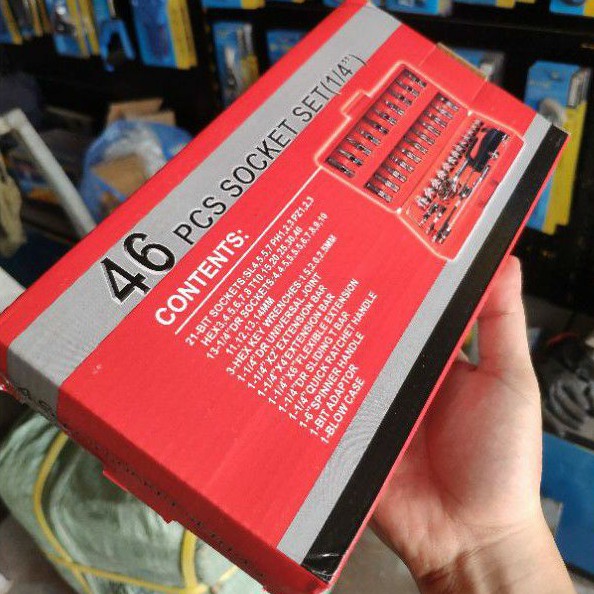 46 PCS SOCKET SET(1/4")
CONTENTS:
21-BIT SOCKETS:SL4,5.5,7 PH1,2,3 PZ1,2,3
HEX3,4,5,6,7,8 T10,15,20,25,30,40
13-1/4"DR SOCKETS:4,4.5,5,5.5,6,7,8,9,10
11,12,13,14MM
3-HEX KEY WRENCHES:1.5,2.0,2.5MM
1-1/4"DR UNIVERSAL JOINT
1-1/4"X2"EXTENSION BAR
1-1/4"X4"EXTENSION BAR
1-1/4"X6"FLEXIBLE EXTENSION
1-1/4"DR SLIDING T BAR
1-1/4"QUICK RATCHET HANDLE
1-6"SPINNER HANDLE
1-BIT ADAPTOR
1-BLOW CASE